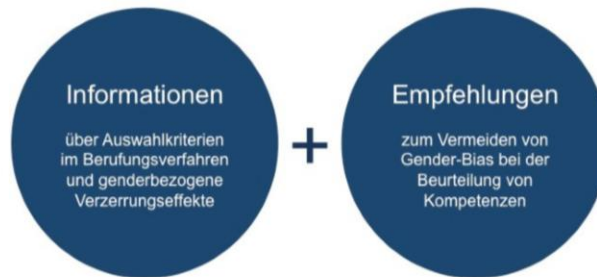 Informationen
über Auswahlkriterien
im Berufungsverfahren
und genderbezogene
Verzerrungseffekte
+
Empfehlungen
zum Vermeiden von
Gender-Bias bei der
Beurteilung von
Kompetenzen